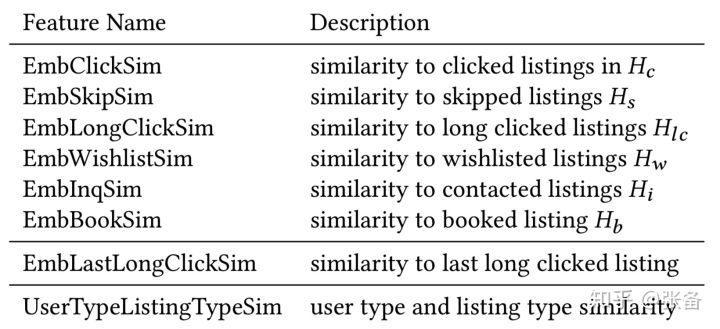 Feature Name Description
EmbClickSim similarity to clicked listings in H_c
EmbSkipSim similarity to skipped listings H_s
EmbLongClickSim similarity to long clicked listings H_lc
EmbWishlistSim similarity to wishlisted listings H_w
EmbInqSim similarity to contacted listings H_i
EmbBookSim similarity to booked listing H_b
EmbLastLongClickSim similarity to last long clicked listing
UserTypeListingTypeSim user type and listing type similarity
知乎 @张备